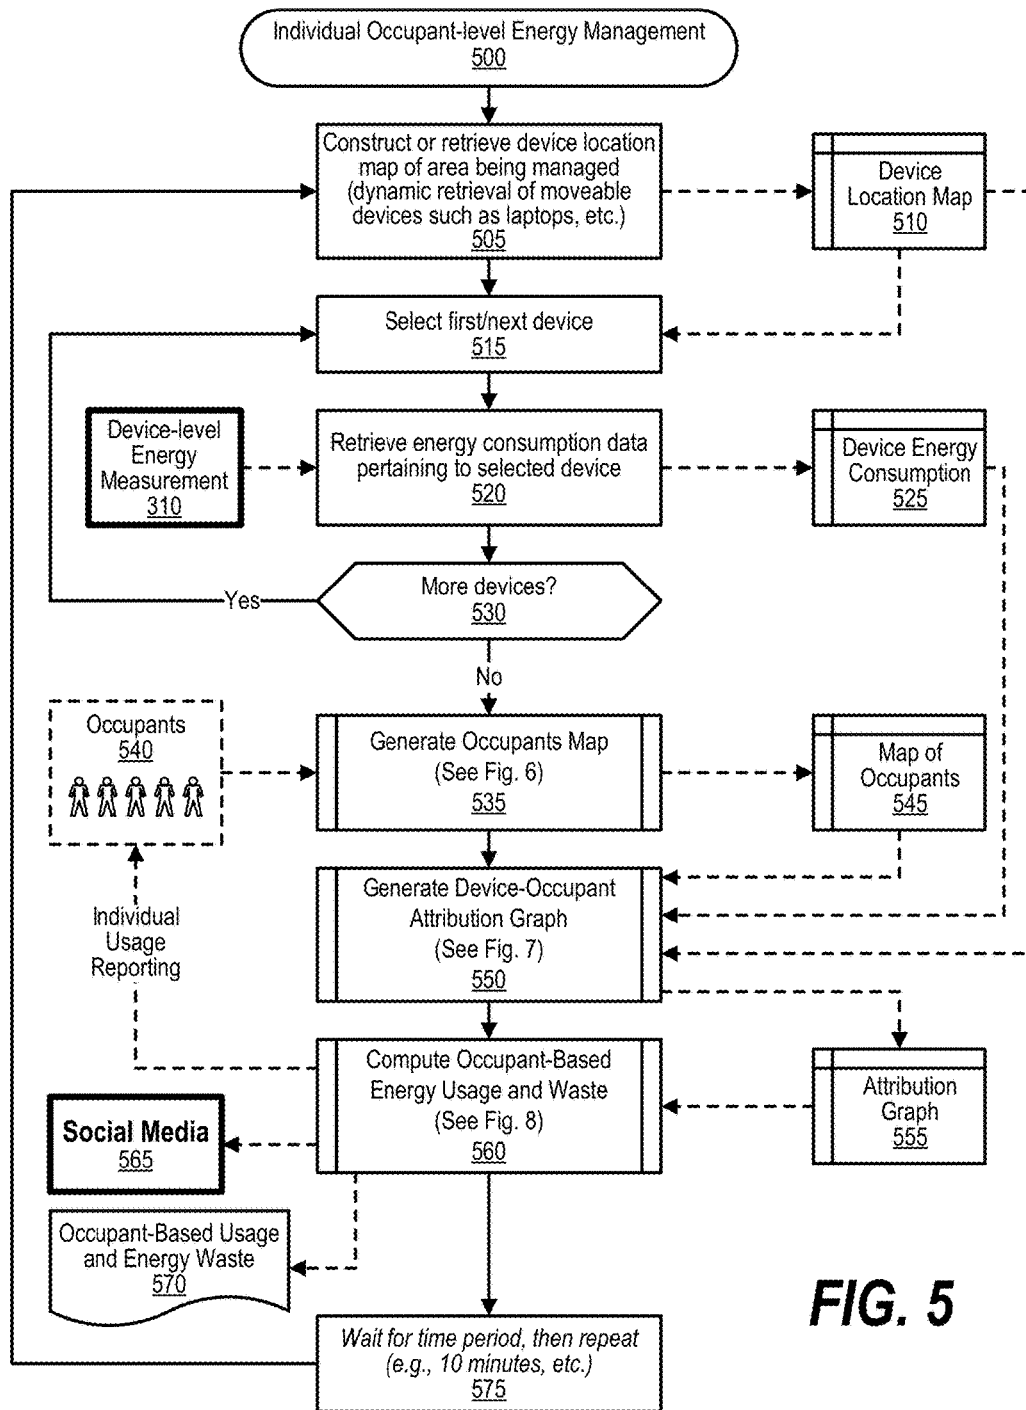 Individual Occupant-level Energy Management
500
Construct or retrieve device location
map of area being managed
(dynamic retrieval of moveable
devices such as laptops, etc.)
505
Device
Location Map
510
Select first/next device
515
Device-level
Energy
Measurement
310
Retrieve energy consumption data
pertaining to selected device
520
Device Energy
Consumption
525
More devices?
530
Yes
No
Occupants
540
Generate Occupants Map
(See Fig. 6)
535
Map of
Occupants
545
Individual
Usage
Reporting
Generate Device-Occupant
Attribution Graph
(See Fig. 7)
550
Compute Occupant-Based
Energy Usage and Waste
(See Fig. 8)
560
Attribution
Graph
555
Social Media
565
Occupant-Based Usage
and Energy Waste
570
Wait for time period, then repeat
(e.g., 10 minutes, etc.)
575
FIG. 5